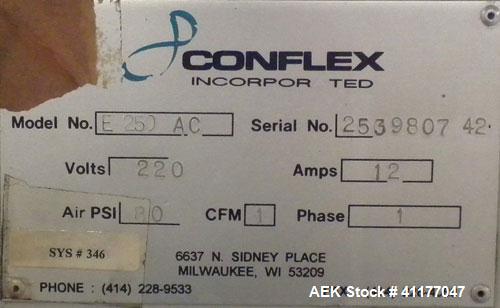 CONFLEX
INCORPOR TED
Model No. E 250 AC Serial No. 2539807 42
Volts 220 Amps 12
Air PSI 80 CFM 1 Phase 1
SYS # 346
6637 N. SIDNEY PLACE
MILWAUKEE, WI 53209
PHONE : (414) 228-9533
AEK Stock # 41177047